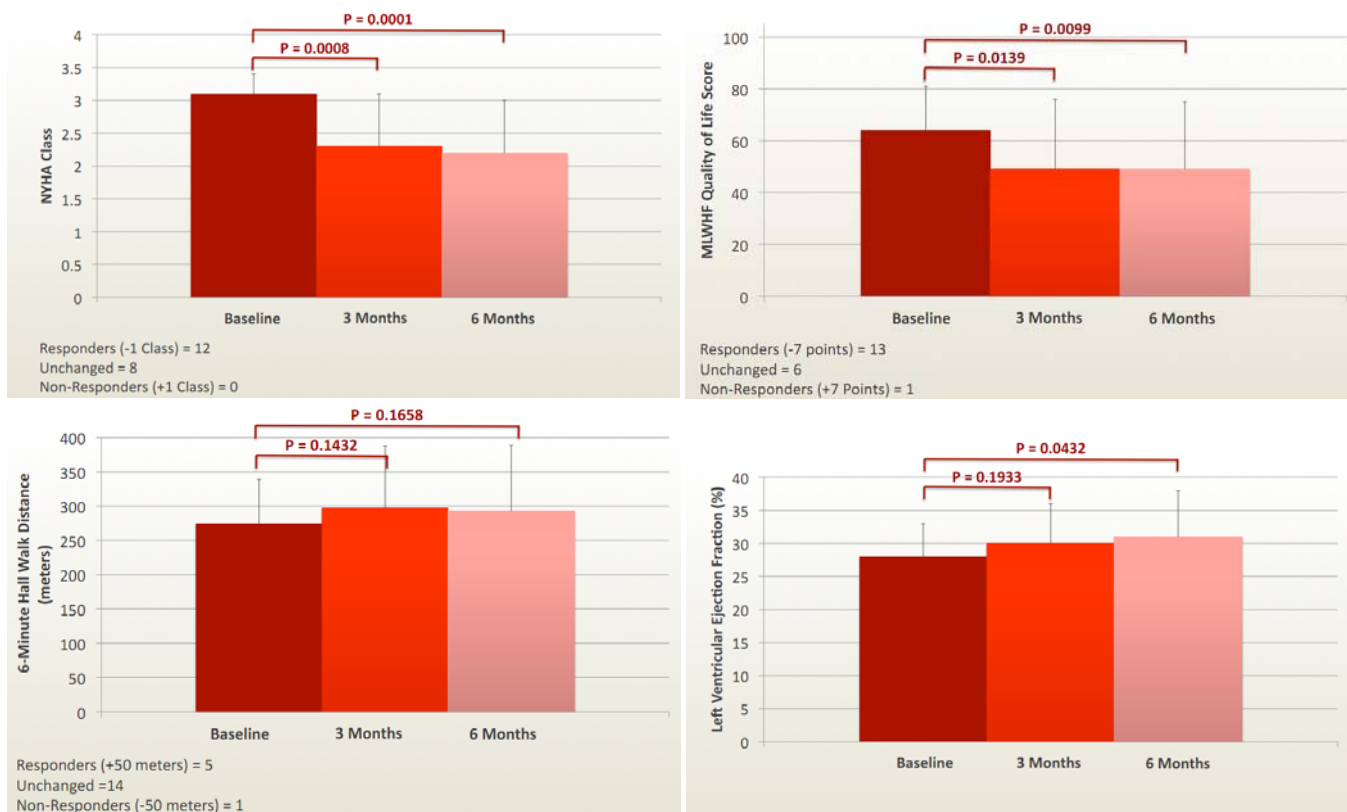 P = 0.0001
P = 0.0008
4
3.5
3
2.5
2
1.5
1
0.5
0
NYHA Class
Baseline
3 Months
6 Months
Responders (-1 Class) = 12
Unchanged = 8
Non-Responders (+1 Class) = 0
P = 0.0099
P = 0.0139
100
80
60
40
20
0
MLWHF Quality of Life Score
Baseline
3 Months
6 Months
Responders (-7 points) = 13
Unchanged = 6
Non-Responders (+7 Points) = 1
P = 0.1658
P = 0.1432
400
350
300
250
200
150
100
50
0
6-Minute Hall Walk Distance
(meters)
Baseline
3 Months
6 Months
Responders (+50 meters) = 5
Unchanged =14
Non-Responders (-50 meters) = 1
P = 0.0432
P = 0.1933
40
35
30
25
20
15
10
5
0
Left Ventricular Ejection Fraction (%)
Baseline
3 Months
6 Months